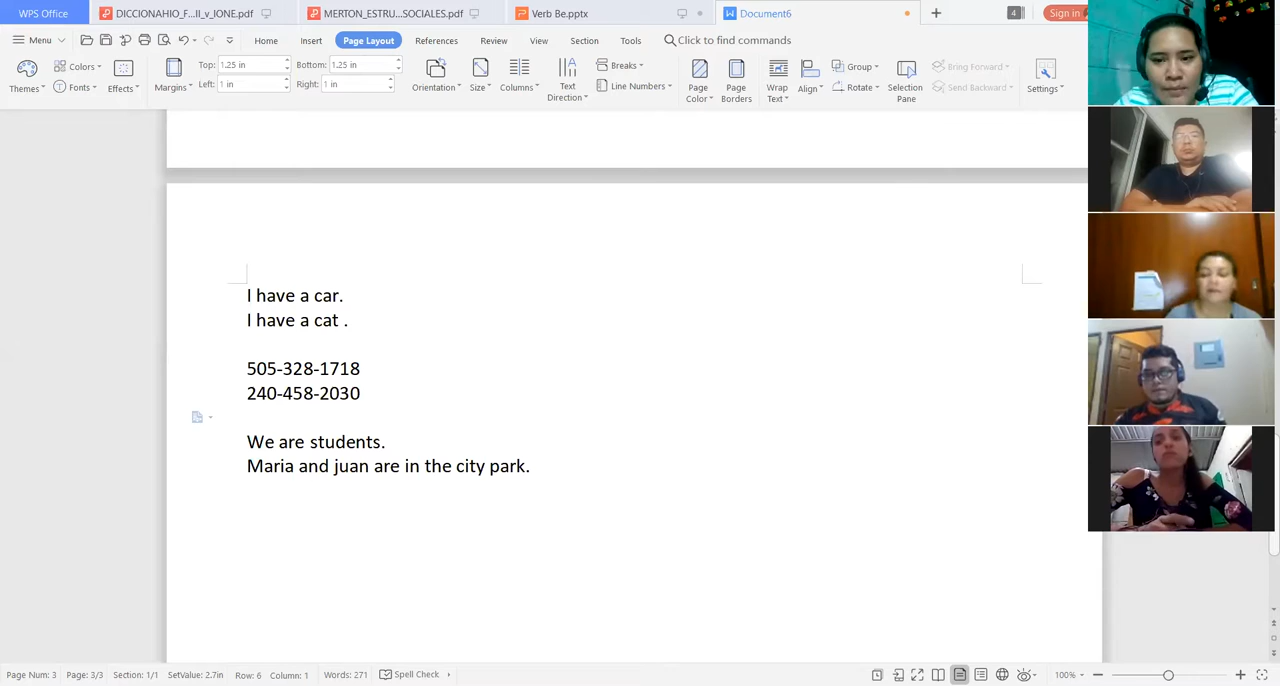 WPS Office
DICCIONAHIO_F...II_v_IONE.pdf
MERTON_ESTRU...SOCIALES.pdf
Verb Be.pptx
Document6
4
Sign in
Menu
Home
Insert
Page Layout
References
Review
View
Section
Tools
Click to find commands
Themes
Colors
Fonts
Effects
Margins
Top: 1.25 in
Bottom: 1.25 in
Left: 1 in
Right: 1 in
Orientation
Size
Columns
Text Direction
Breaks
Line Numbers
Page Color
Page Borders
Wrap Text
Align
Group
Rotate
Selection Pane
Bring Forward
Send Backward
Settings
I have a car.
I have a cat .
505-328-1718
240-458-2030
We are students.
Maria and juan are in the city park.
Page Num: 3
Page: 3/3
Section: 1/1
SetValue: 2.7in
Row: 6
Column: 1
Words: 271
Spell Check
100%